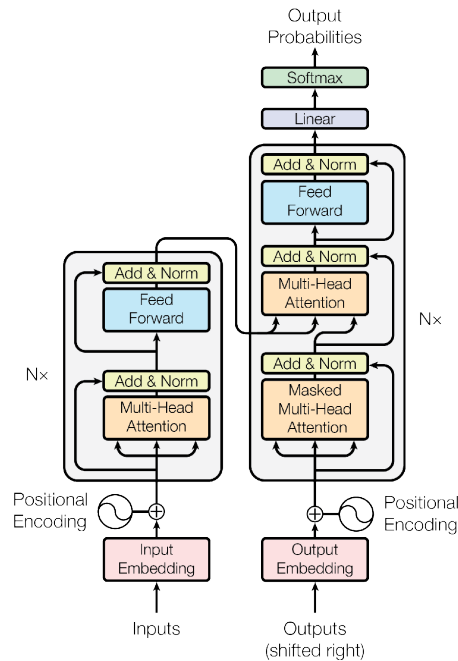 Output
Probabilities
Softmax
Linear
Add & Norm
Feed
Forward
Add & Norm
Multi-Head
Attention
N×
Add & Norm
Masked
Multi-Head
Attention
Add & Norm
Feed
Forward
N×
Add & Norm
Multi-Head
Attention
Positional
Encoding
Positional
Encoding
Input
Embedding
Output
Embedding
Inputs
Outputs
(shifted right)